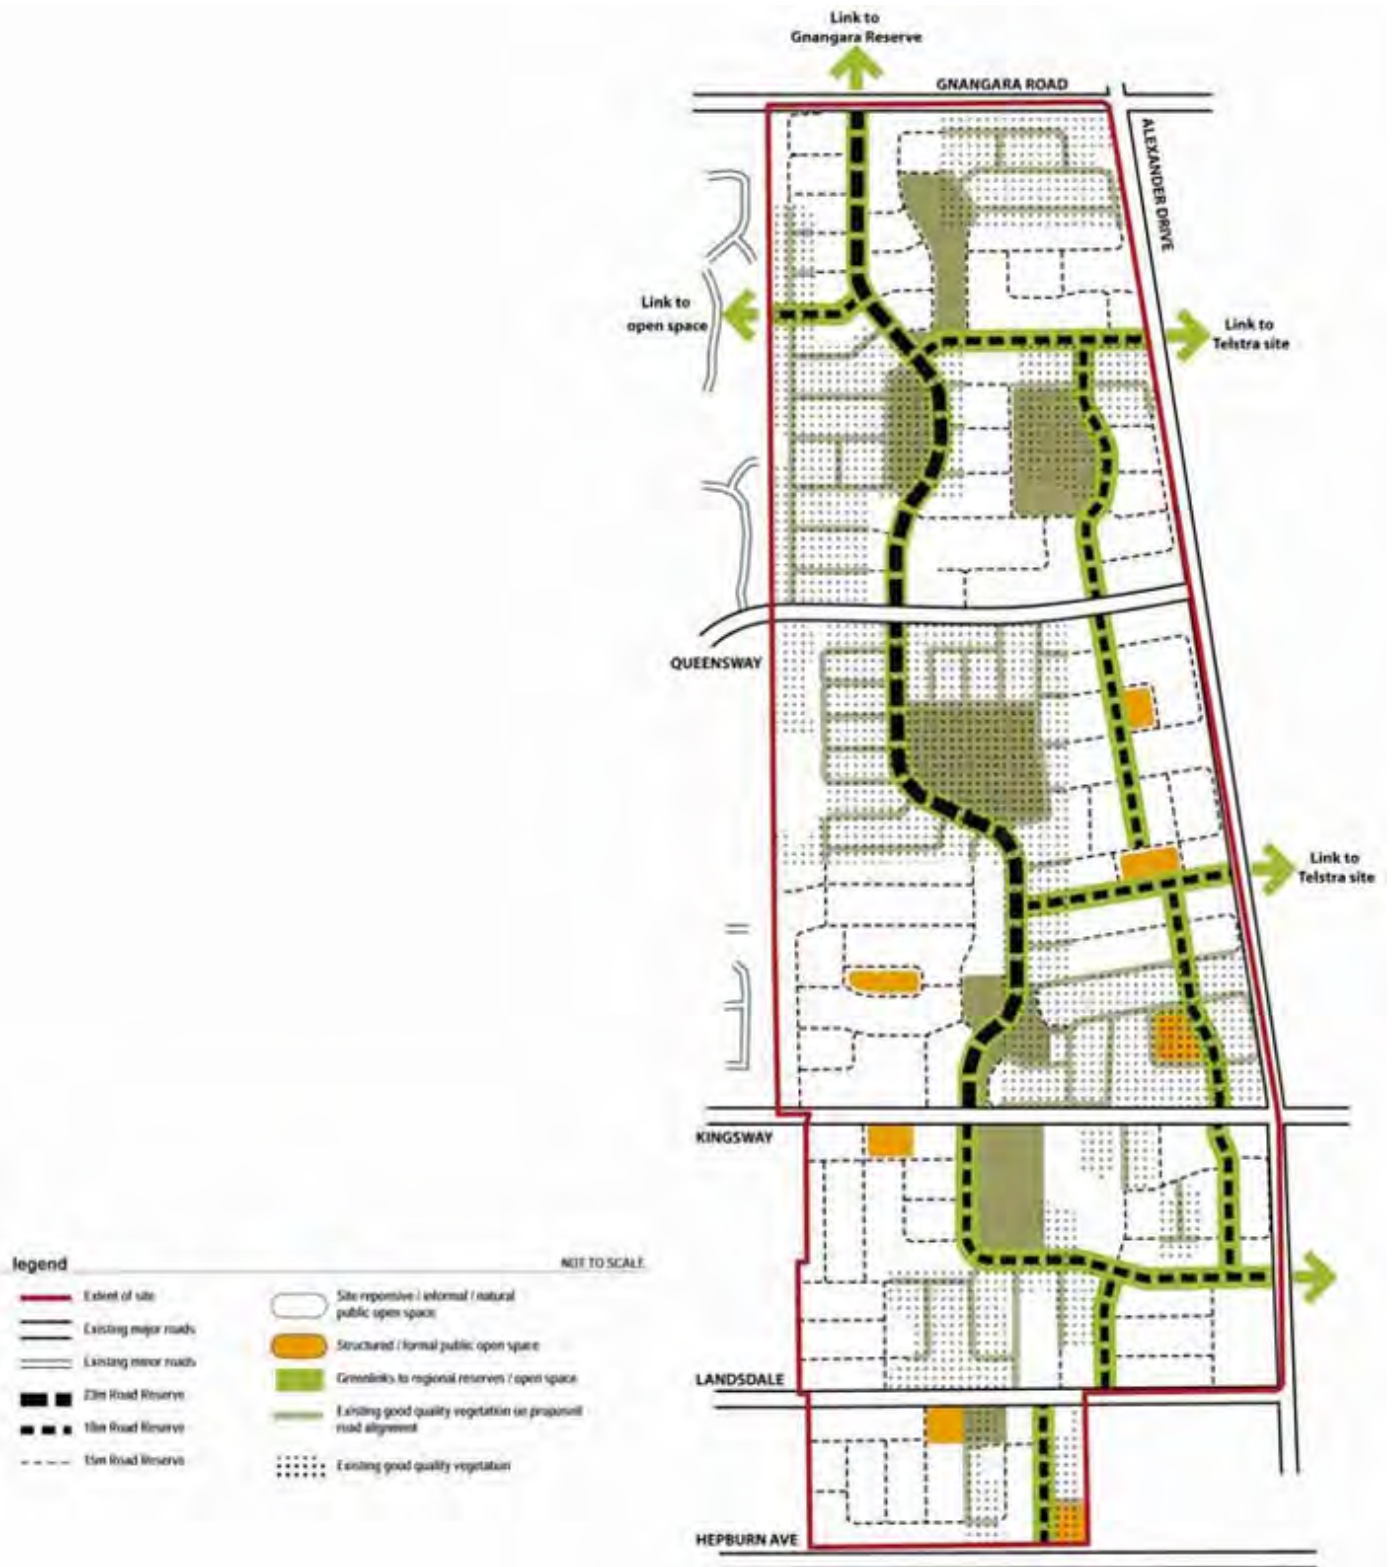 Link to
Gnangara Reserve
GNANGARA ROAD
ALEXANDER DRIVE
Link to
open space
Link to
Telstra site
QUEENSWAY
Link to
Telstra site
KINGSWAY
LANDSDALE
HEPBURN AVE
legend
NOT TO SCALE
Extent of site
Existing major roads
Existing minor roads
23m Road Reserve
18m Road Reserve
15m Road Reserve
Site reponsive / informal / natural
public open space
Structured / formal public open space
Greenlinks to regional reserves / open space
Existing good quality vegetation on proposed
road alignment
Existing good quality vegetation